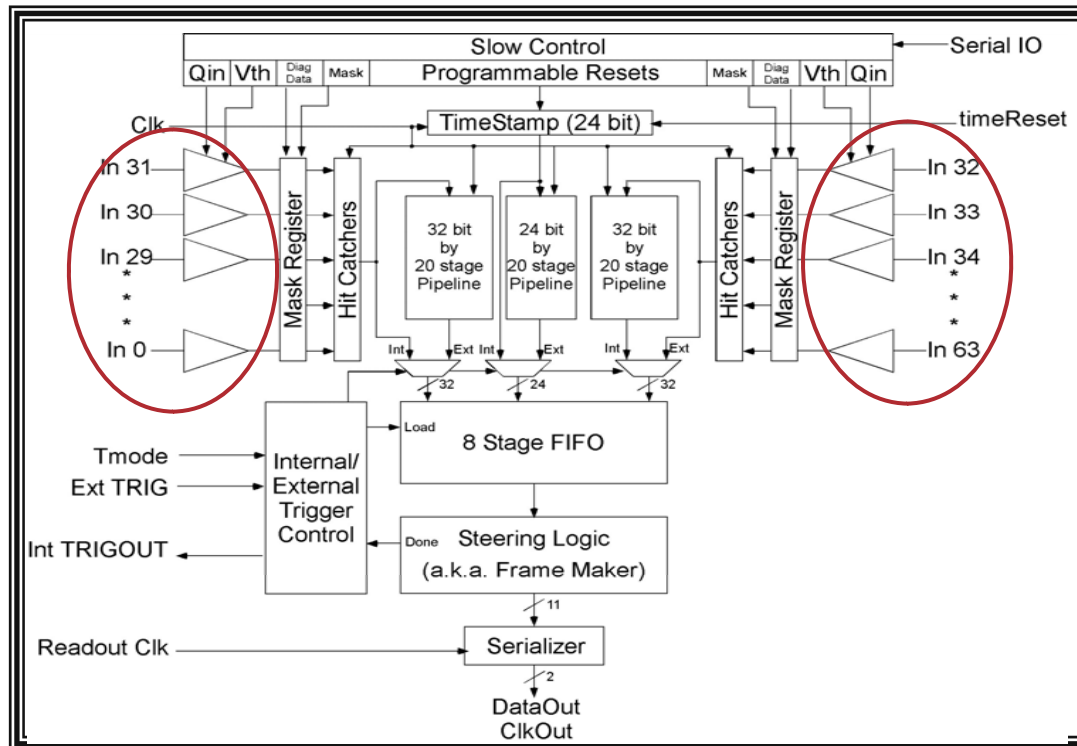 Slow Control
Serial IO
Qin Vth Diag Data Mask Programmable Resets Mask Diag Data Vth Qin
Clk
TimeStamp (24 bit)
timeReset
In 31
In 30
In 29
*
*
*
In 0
Mask Register
Hit Catchers
32 bit
by
20 stage
Pipeline
24 bit
by
20 stage
Pipeline
32 bit
by
20 stage
Pipeline
Hit Catchers
Mask Register
In 32
In 33
In 34
*
*
*
In 63
Int Ext Int Ext Int Ext
32 24 32
Load
8 Stage FIFO
Tmode
Ext TRIG
Int TRIGOUT
Internal/
External
Trigger
Control
Done
Steering Logic
(a.k.a. Frame Maker)
11
Readout Clk
Serializer
2
DataOut
ClkOut